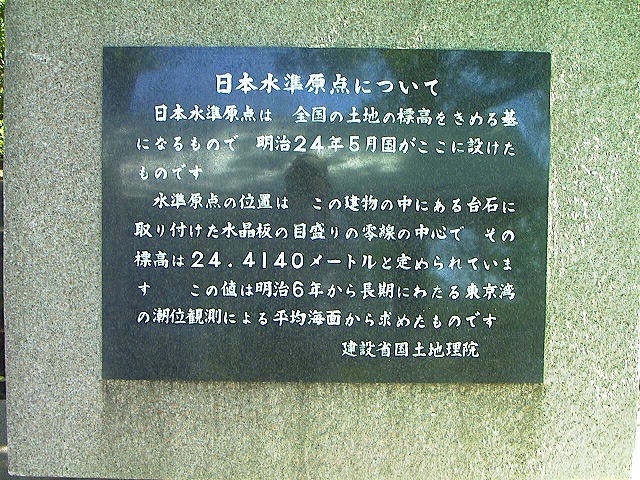 日本水準原点について
日本水準原点は 全国の土地の標高をきめる基
になるもので 明治24年5月国がここに設けた
ものです
水準原点の位置は この建物の中にある台石に
取り付けた水晶板の目盛りの零線の中心で その
標高は24.4140メートルと定められていま
す この値は明治6年から長期にわたる東京湾
の潮位観測による平均海面から求めたものです
建設省国土地理院